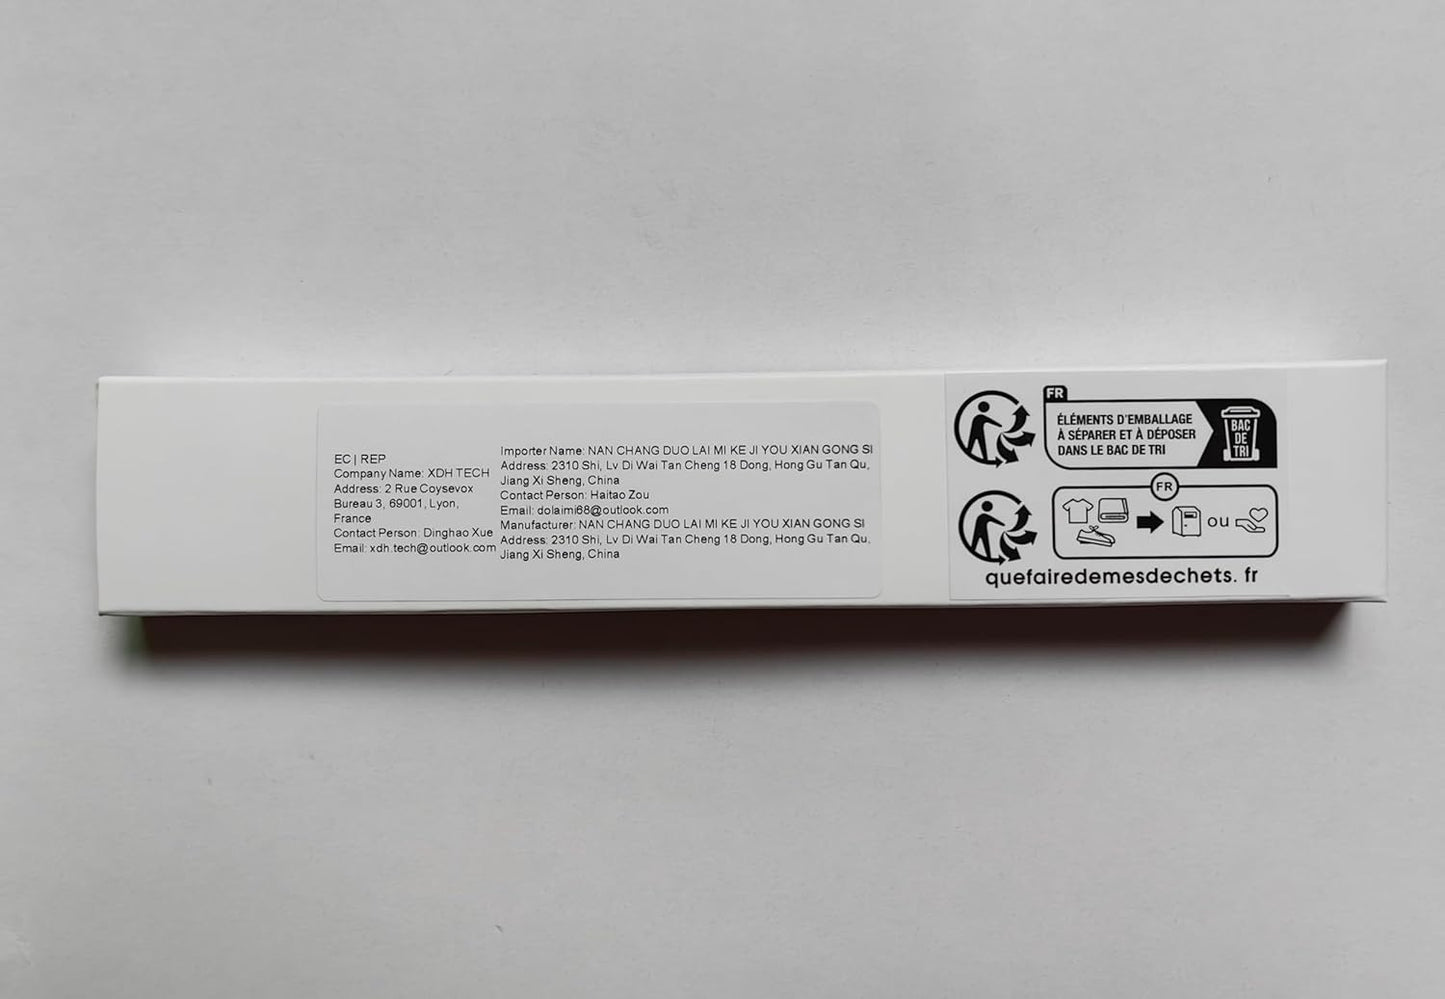 EC | REP
Company Name: XDH TECH
Address: 2 Rue Coysevox
Bureau 3, 69001, Lyon,
France
Contact Person: Dinghao Xue
Email: xdh.tech@outlook.com
Importer Name: NAN CHANG DUO LAI MI KE JI YOU XIAN GONG SI
Address: 2310 Shi, Lv Di Wai Tan Cheng 18 Dong, Hong Gu Tan Qu,
Jiang Xi Sheng, China
Contact Person: Haitao Zou
Email: dolaimi68@outlook.com
Manufacturer: NAN CHANG DUO LAI MI KE JI YOU XIAN GONG SI
Address: 2310 Shi, Lv Di Wai Tan Cheng 18 Dong, Hong Gu Tan Qu,
Jiang Xi Sheng, China
FR
ÉLÉMENTS D'EMBALLAGE
À SÉPARER ET À DÉPOSER
DANS LE BAC DE TRI
BAC
DE
TRI
FR
ou
quefairedemesdechets. fr